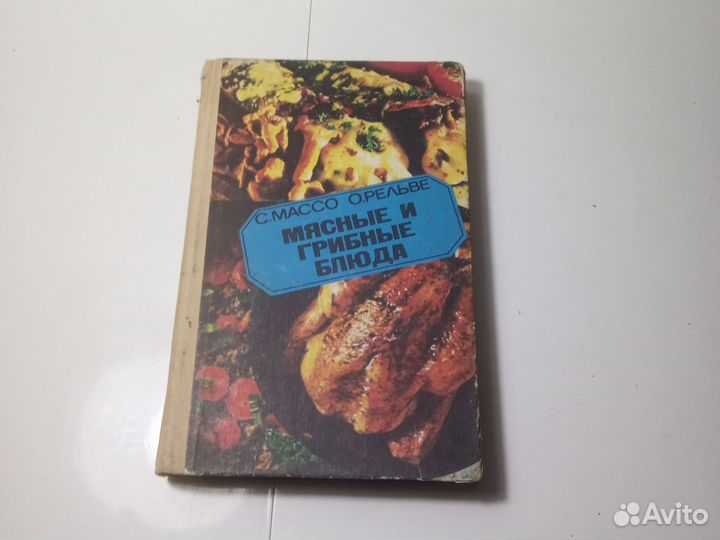 С. МАССО О. РЕЛЬВЕ
МЯСНЫЕ И
ГРИБНЫЕ
БЛЮДА
Avito